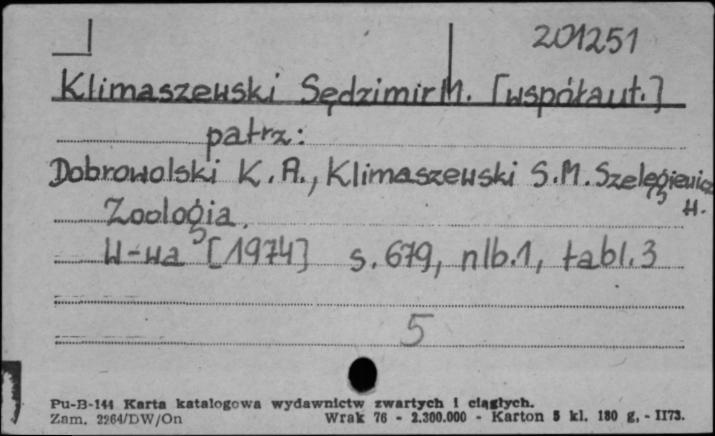 201251
Klimaszewski Sędzimir M. [współaut.]
patrz:
Dobrowolski K. A., Klimaszewski S. M. Szelęgiewicz
H.
Zoologia.
W-wa [1974] s. 679, nlb. 1, tabl. 3
5
Pu-B-144 Karta katalogowa wydawnictw zwartych i ciągłych.
Zam. 2264/DW/On Wrak 76 - 2.300.000 - Karton 5 kl. 180 g. - II73.